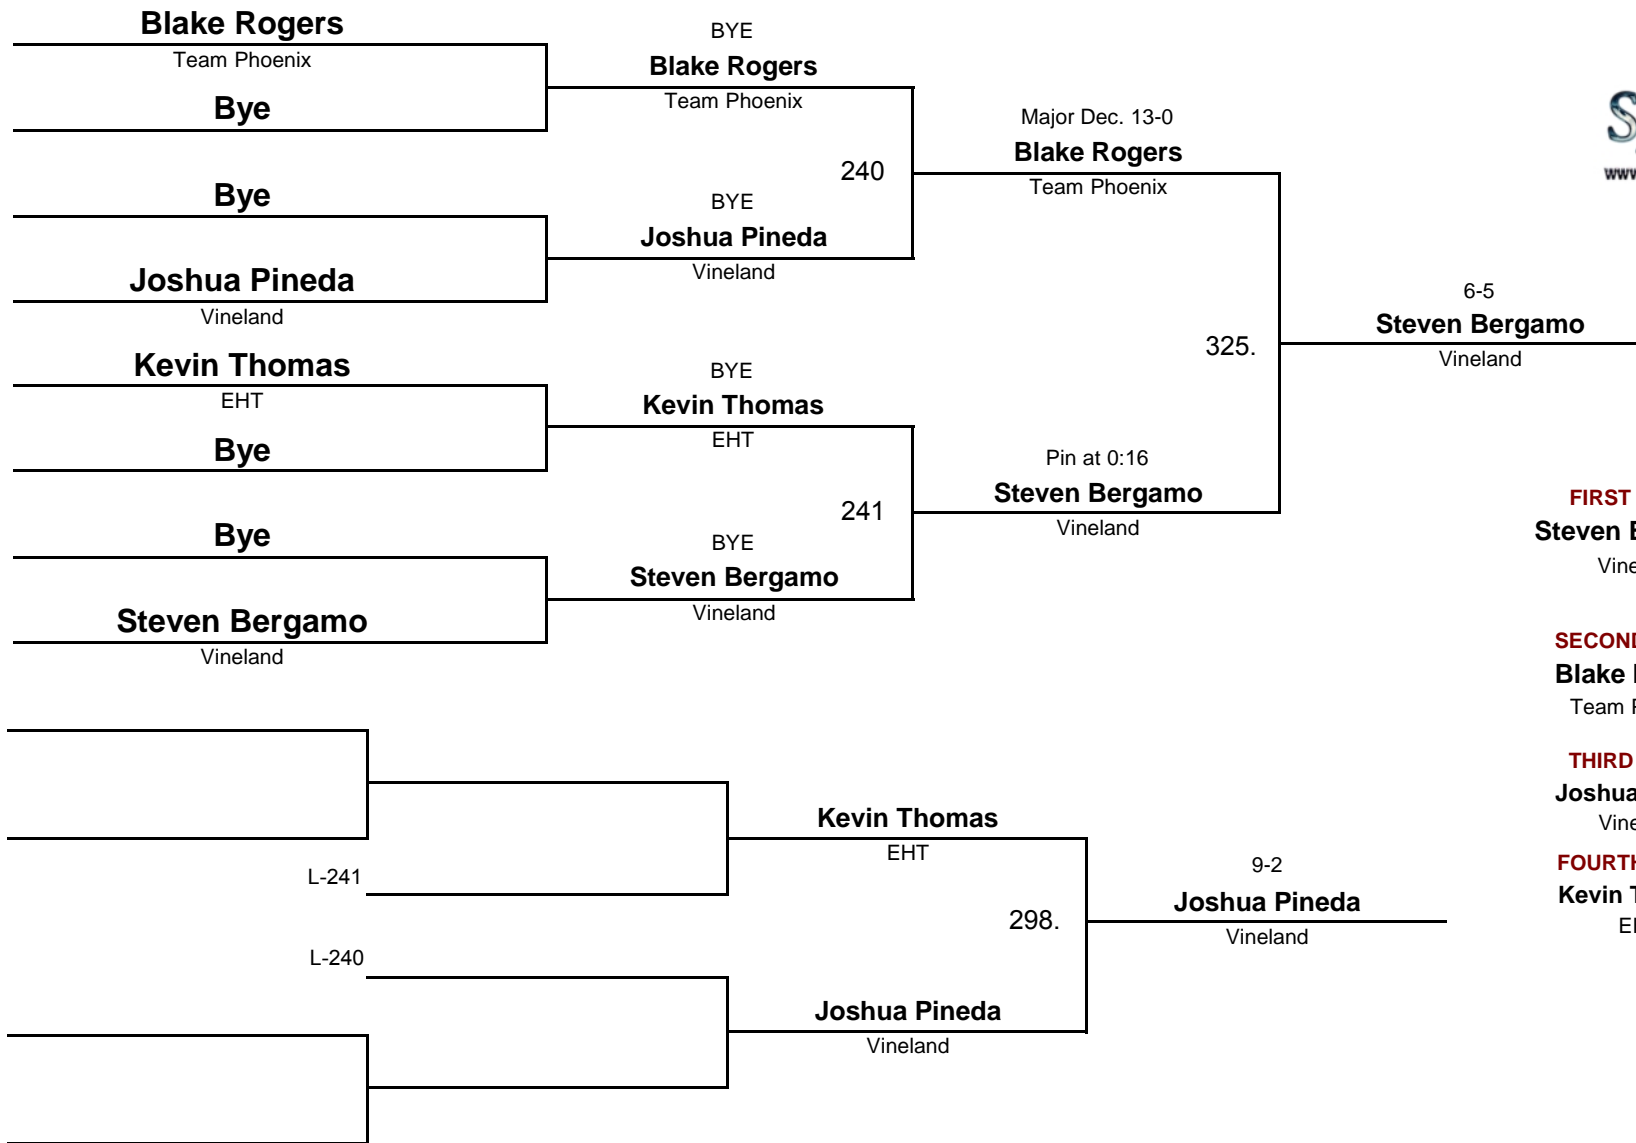 Blake Rogers
Team Phoenix
Bye
Bye
Joshua Pineda
Vineland
Kevin Thomas
EHT
Bye
Bye
Steven Bergamo
Vineland
BYE
Blake Rogers
Team Phoenix
240
BYE
Joshua Pineda
Vineland
BYE
Kevin Thomas
EHT
241
BYE
Steven Bergamo
Vineland
Major Dec. 13-0
Blake Rogers
Team Phoenix
325.
Pin at 0:16
Steven Bergamo
Vineland
6-5
Steven Bergamo
Vineland
L-241
L-240
Kevin Thomas
EHT
298.
Joshua Pineda
Vineland
9-2
Joshua Pineda
Vineland
FIRST
Steven
SECOND
Blake
Team
THIRD
Joshua
FOURTH
Kevin